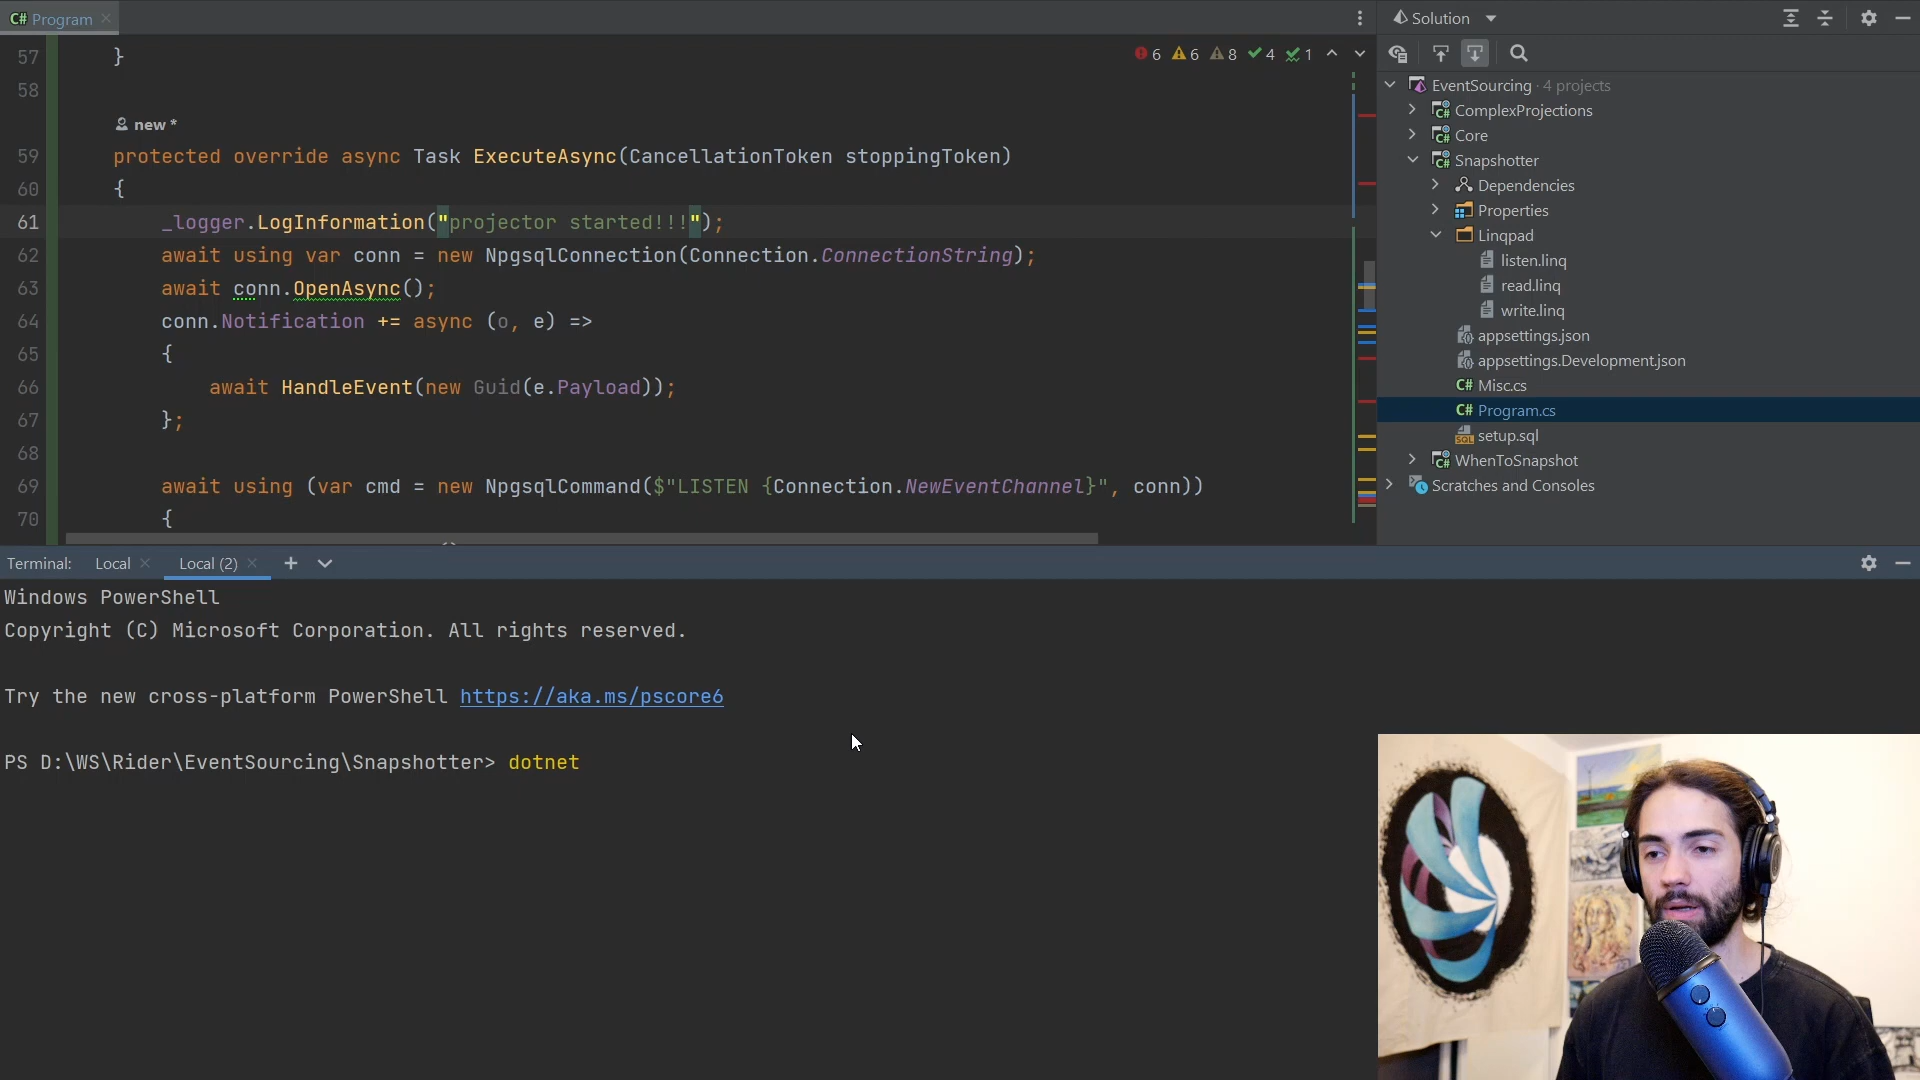 C# Program
57 }
58
new *
59 protected override async Task ExecuteAsync(CancellationToken stoppingToken)
60 {
61 _logger.LogInformation("projector started!!!");
62 await using var conn = new NpgsqlConnection(Connection.ConnectionString);
63 await conn.OpenAsync();
64 conn.Notification += async (o, e) =>
65 {
66 await HandleEvent(new Guid(e.Payload));
67 };
68
69 await using (var cmd = new NpgsqlCommand($"LISTEN {Connection.NewEventChannel}", conn))
70 {
6 6 8 4 1
Solution
EventSourcing · 4 projects
ComplexProjections
Core
Snapshotter
Dependencies
Properties
Linqpad
listen.linq
read.linq
write.linq
appsettings.json
appsettings.Development.json
C# Misc.cs
C# Program.cs
setup.sql
WhenToSnapshot
Scratches and Consoles
Terminal: Local Local (2)
Windows PowerShell
Copyright (C) Microsoft Corporation. All rights reserved.
Try the new cross-platform PowerShell https://aka.ms/pscore6
PS D:\WS\Rider\EventSourcing\Snapshotter> dotnet